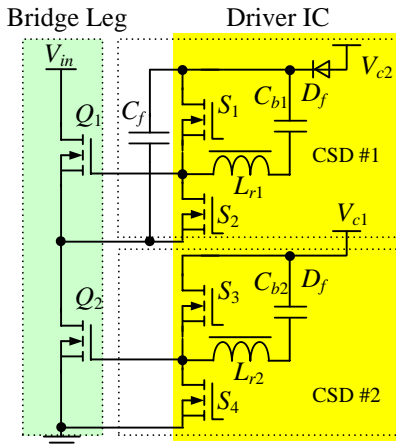 Bridge Leg Driver IC
V_in V_c2
Q_1 C_f S_1 C_b1 D_f
L_r1 CSD #1
S_2
V_c1
Q_2 S_3 C_b2 D_f
L_r2
S_4 CSD #2